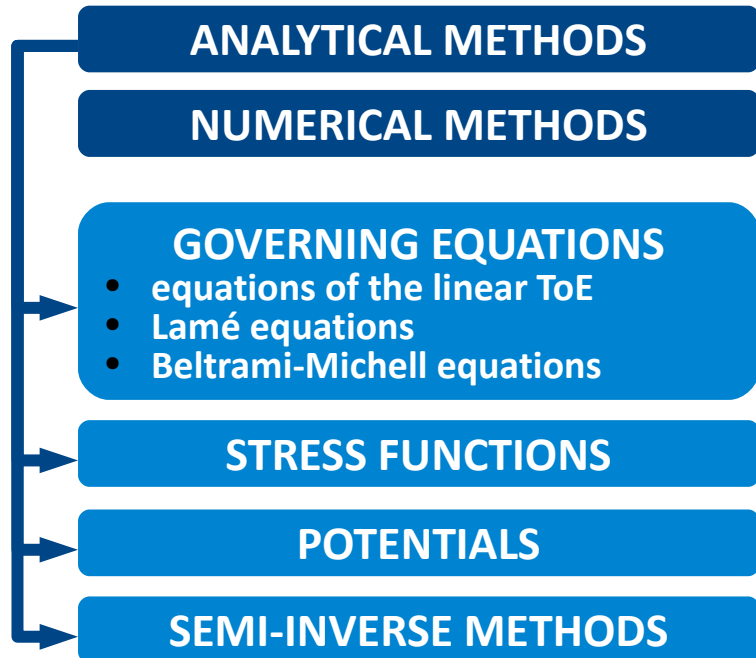 ANALYTICAL METHODS
NUMERICAL METHODS
GOVERNING EQUATIONS
• equations of the linear ToE
• Lamé equations
• Beltrami-Michell equations
STRESS FUNCTIONS
POTENTIALS
SEMI-INVERSE METHODS